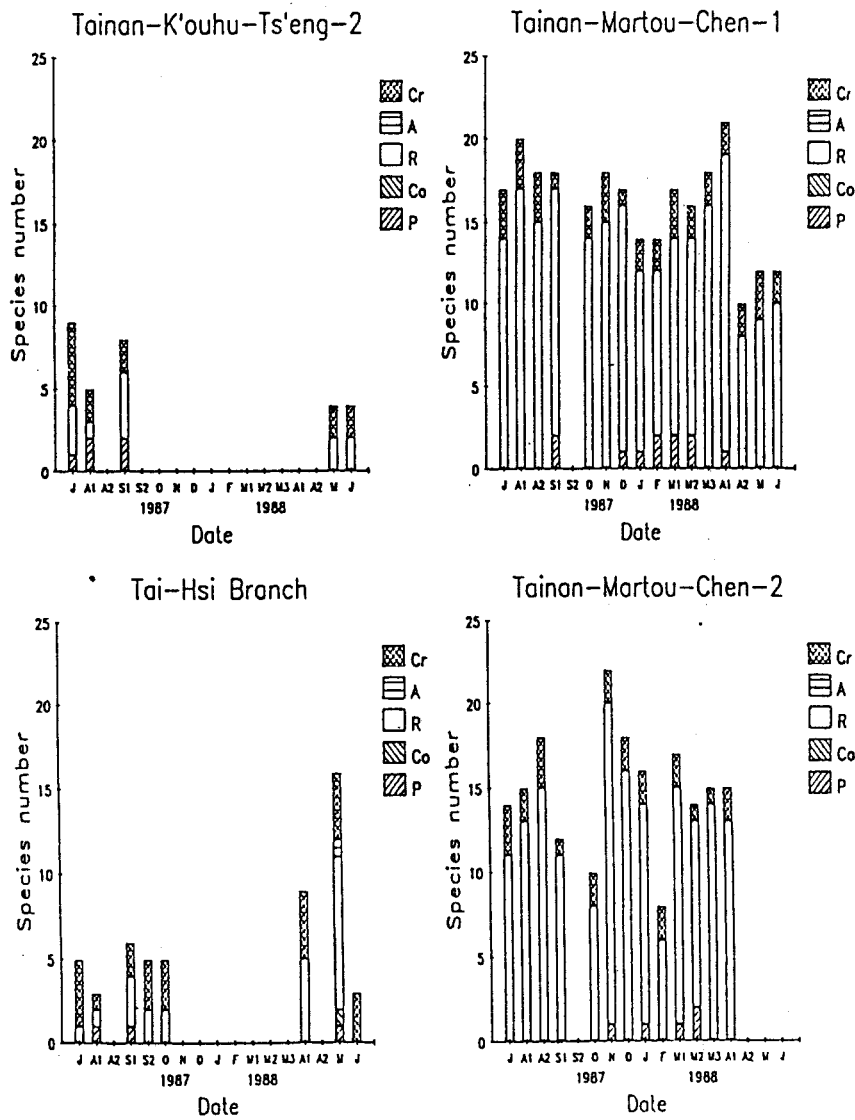 Tainan-K'ouhu-Ts'eng-2
25
20
15
10
5
0
Species number
Cr
A
R
Co
P
J A1 A2 S1 S2 O N D J F M1 M2 M3 A1 A2 M J
1987 1988
Date
Tainan-Martou-Chen-1
25
20
15
10
5
0
Species number
Cr
A
R
Co
P
J A1 A2 S1 S2 O N D J F M1 M2 M3 A1 A2 M J
1987 1988
Date
Tai-Hsi Branch
25
20
15
10
5
0
Species number
Cr
A
R
Co
P
J A1 A2 S1 S2 O N D J F M1 M2 M3 A1 A2 M J
1987 1988
Date
Tainan-Martou-Chen-2
25
20
15
10
5
0
Species number
Cr
A
R
Co
P
J A1 A2 S1 S2 O N D J F M1 M2 M3 A1 A2 M J
1987 1988
Date